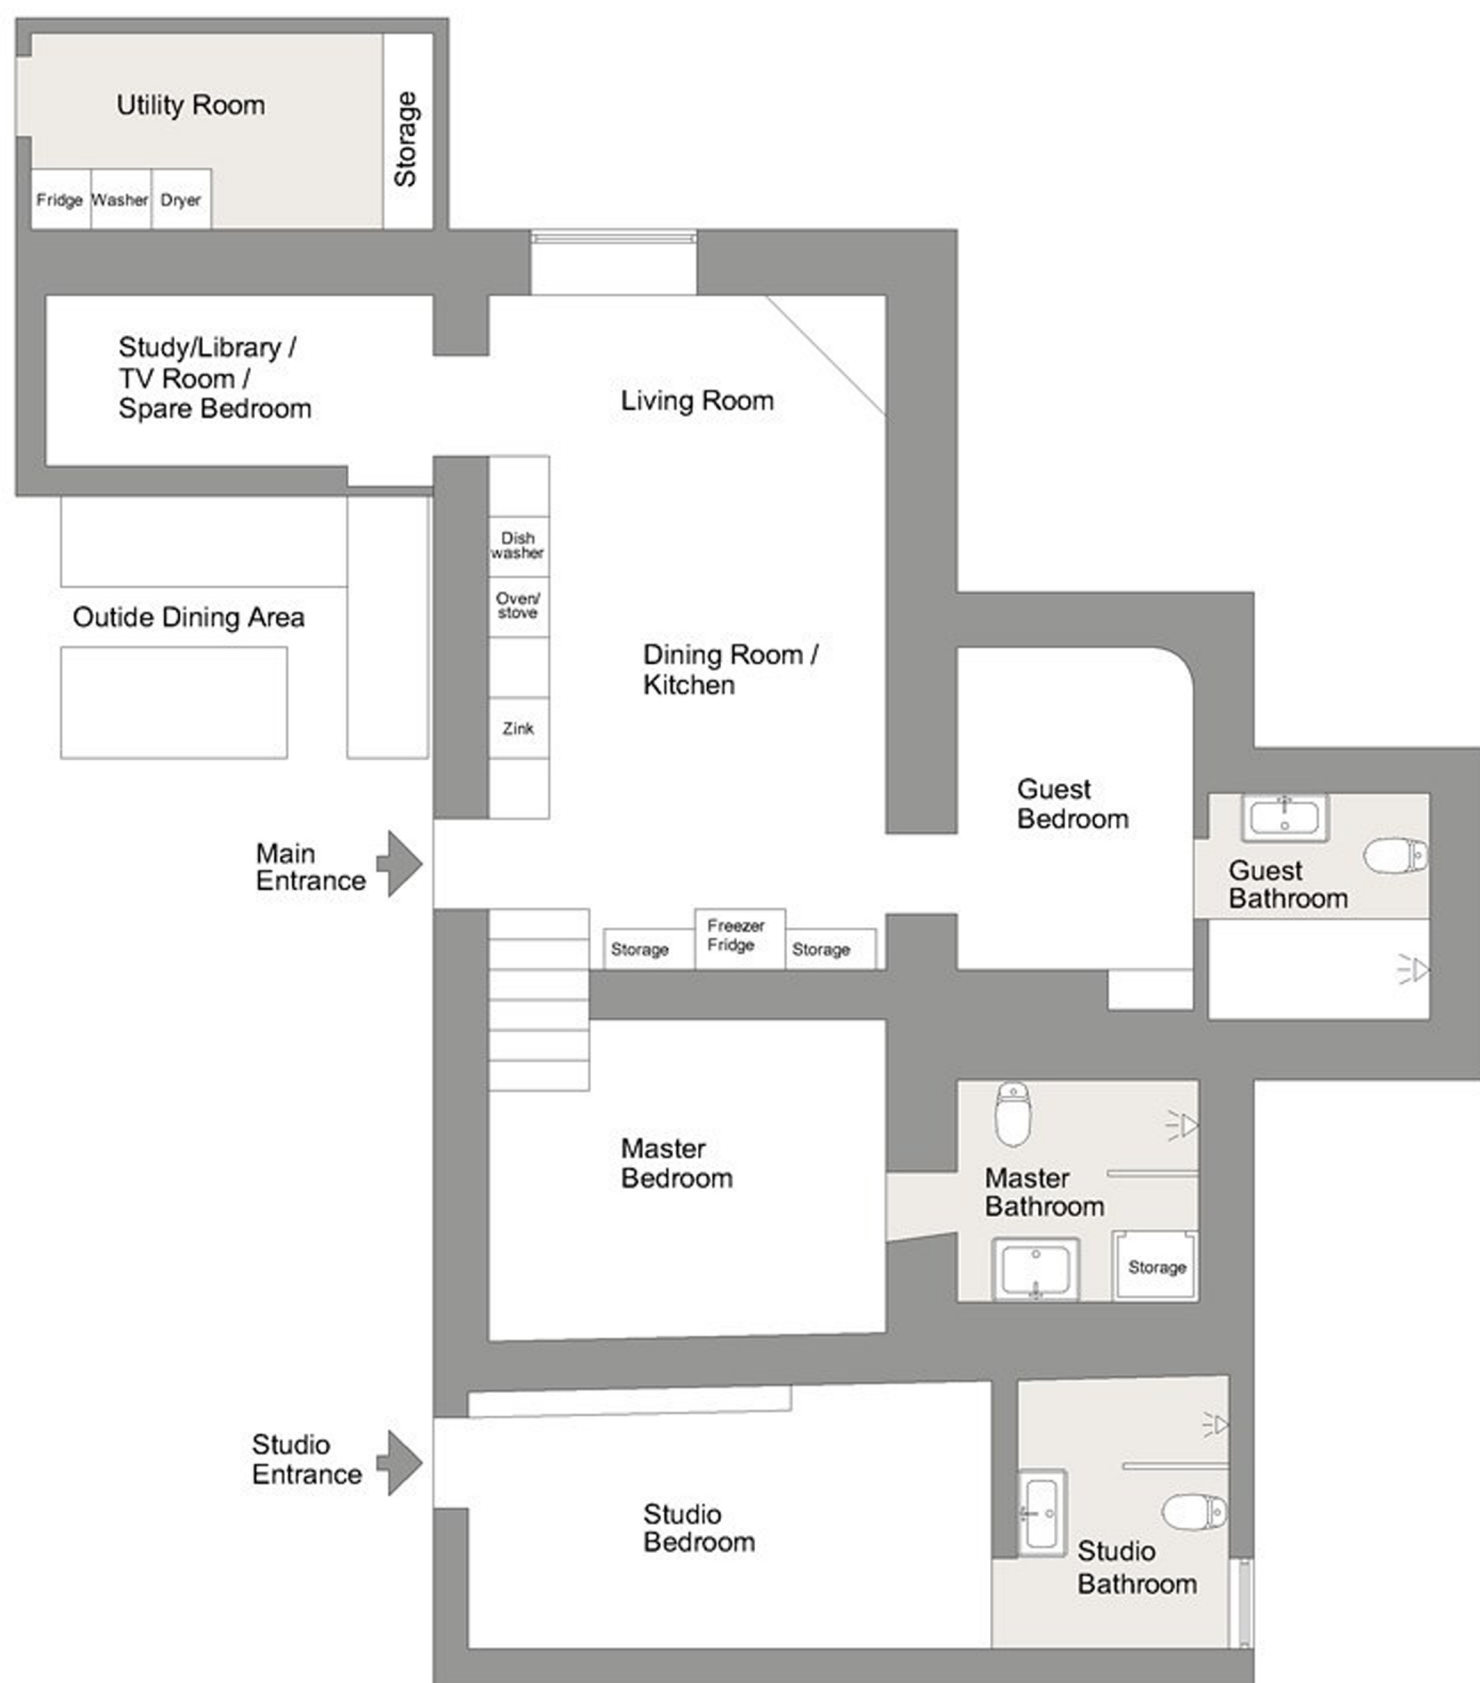 Utility Room
Storage
Fridge
Washer
Dryer
Study/Library /
TV Room /
Spare Bedroom
Living Room
Dish
washer
Oven/
stove
Outide Dining Area
Dining Room /
Kitchen
Zink
Guest
Bedroom
Main
Entrance
Guest
Bathroom
Storage
Freezer
Fridge
Storage
Master
Bedroom
Master
Bathroom
Storage
Studio
Entrance
Studio
Bedroom
Studio
Bathroom